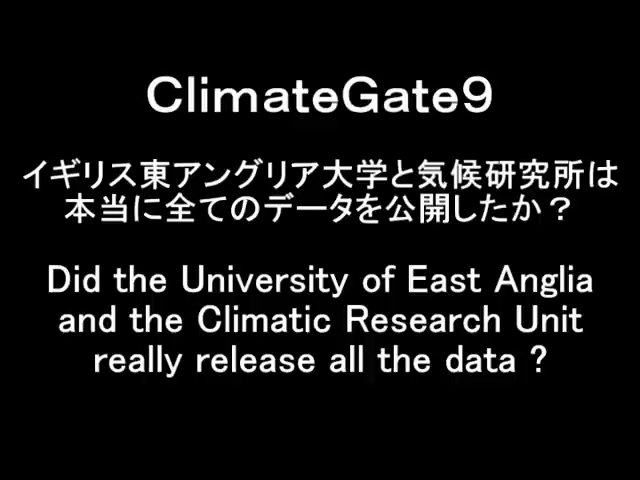 ClimateGate9
イギリス東アングリア大学と気候研究所は
本当に全てのデータを公開したか？
Did the University of East Anglia
and the Climatic Research Unit
really release all the data ?